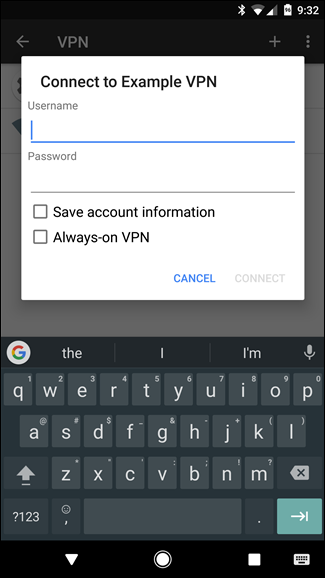 9:32
VPN
Connect to Example VPN
Username
Password
Save account information
Always-on VPN
CANCEL CONNECT
G the I I'm
1 2 3 4 5 6 7 8 9 0
q w e r t y u i o p
@ # $ _ & - + ( )
a s d f g h j k l
* " ' : ; ! ?
z x c v b n m
?123 , .